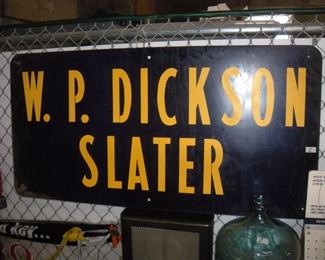 W. P. DICKSON
SLATER